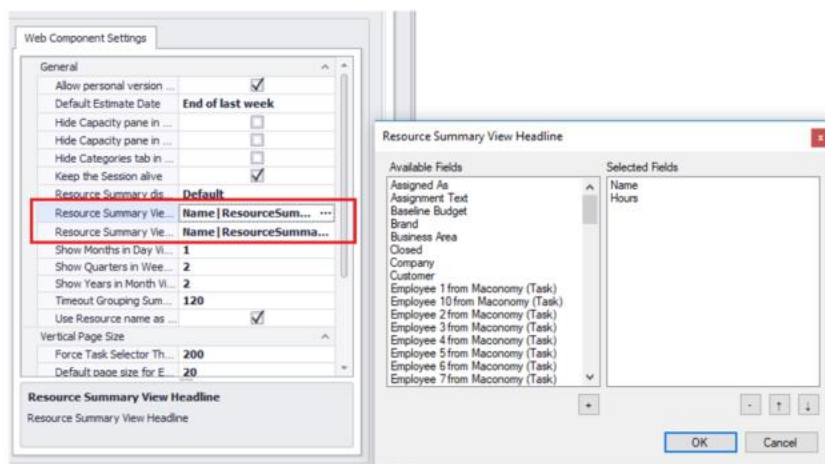 Web Component Settings
General
Allow personal version ...
Default Estimate Date End of last week
Hide Capacity pane in ...
Hide Capacity pane in ...
Hide Categories tab in ...
Keep the Session alive
Resource Summary dis... Default
Resource Summary Vie... Name|ResourceSum... ...
Resource Summary Vie... Name|ResourceSumma...
Show Months in Day Vi... 1
Show Quarters in Wee... 2
Show Years in Month Vi... 2
Timeout Grouping Sum... 120
Use Resource name as ...
Vertical Page Size
Force Task Selector Th... 200
Default page size for E... 20
Resource Summary View Headline
Resource Summary View Headline
Resource Summary View Headline
x
Available Fields
Assigned As
Assignment Text
Baseline Budget
Brand
Business Area
Closed
Company
Customer
Employee 1 from Maconomy (Task)
Employee 10 from Maconomy (Task)
Employee 2 from Maconomy (Task)
Employee 3 from Maconomy (Task)
Employee 4 from Maconomy (Task)
Employee 5 from Maconomy (Task)
Employee 6 from Maconomy (Task)
Employee 7 from Maconomy (Task)
+
Selected Fields
Name
Hours
- ↑ ↓
OK Cancel